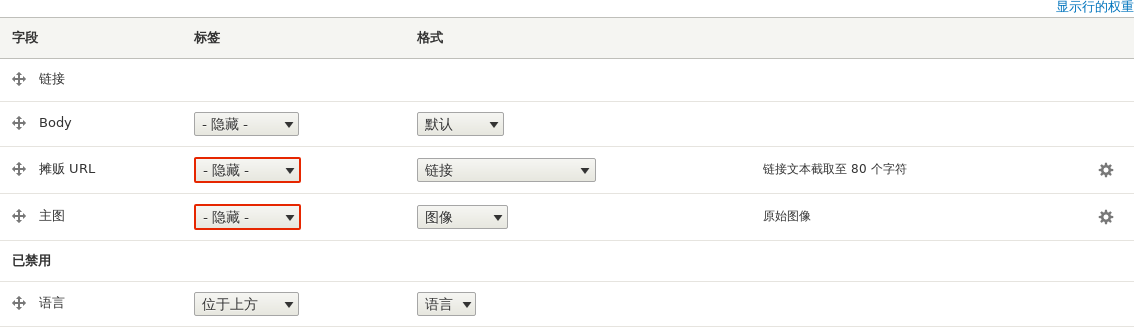 显示行的权重
字段 标签 格式
链接
Body - 隐藏 - 默认
摊贩 URL - 隐藏 - 链接 链接文本截取至 80 个字符
主图 - 隐藏 - 图像 原始图像
已禁用
语言 位于上方 语言